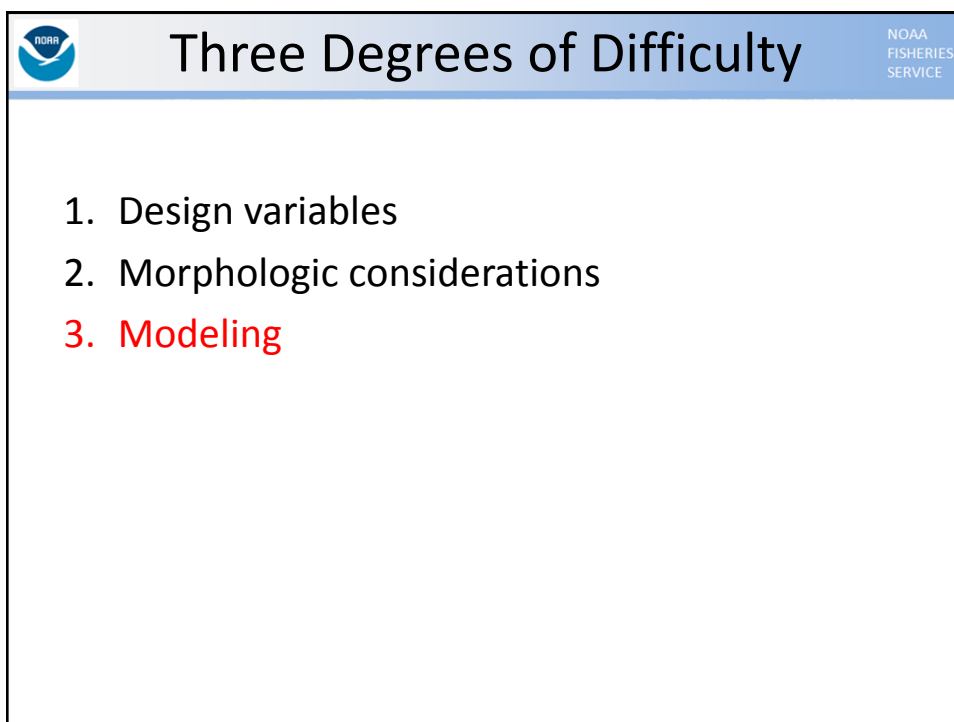 NOAA
Three Degrees of Difficulty
NOAA
FISHERIES
SERVICE
1. Design variables
2. Morphologic considerations
3. Modeling